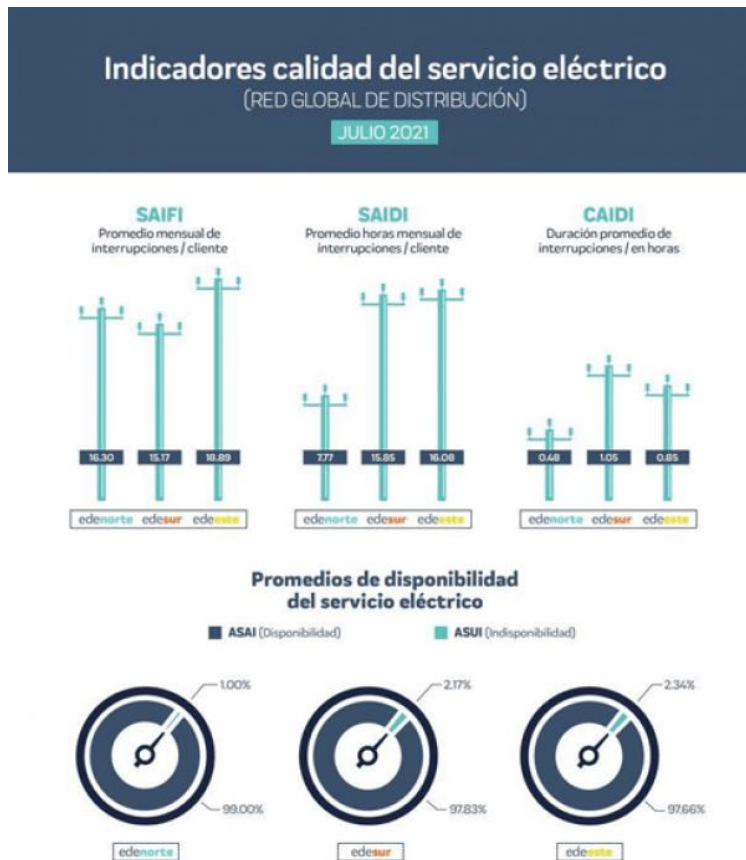 Indicadores calidad del servicio eléctrico
(RED GLOBAL DE DISTRIBUCIÓN)
JULIO 2021
SAIFI
Promedio mensual de
interrupciones / cliente
16.30 15.17 18.89
edenorte edesur edeeste
SAIDI
Promedio horas mensual de
interrupciones / cliente
7.77 15.85 16.08
edenorte edesur edeeste
CAIDI
Duración promedio de
interrupciones / en horas
0.48 1.05 0.85
edenorte edesur edeeste
Promedios de disponibilidad
del servicio eléctrico
ASAI (Disponibilidad) ASUI (Indisponibilidad)
1.00%
99.00%
edenorte
2.17%
97.83%
edesur
2.34%
97.66%
edeeste